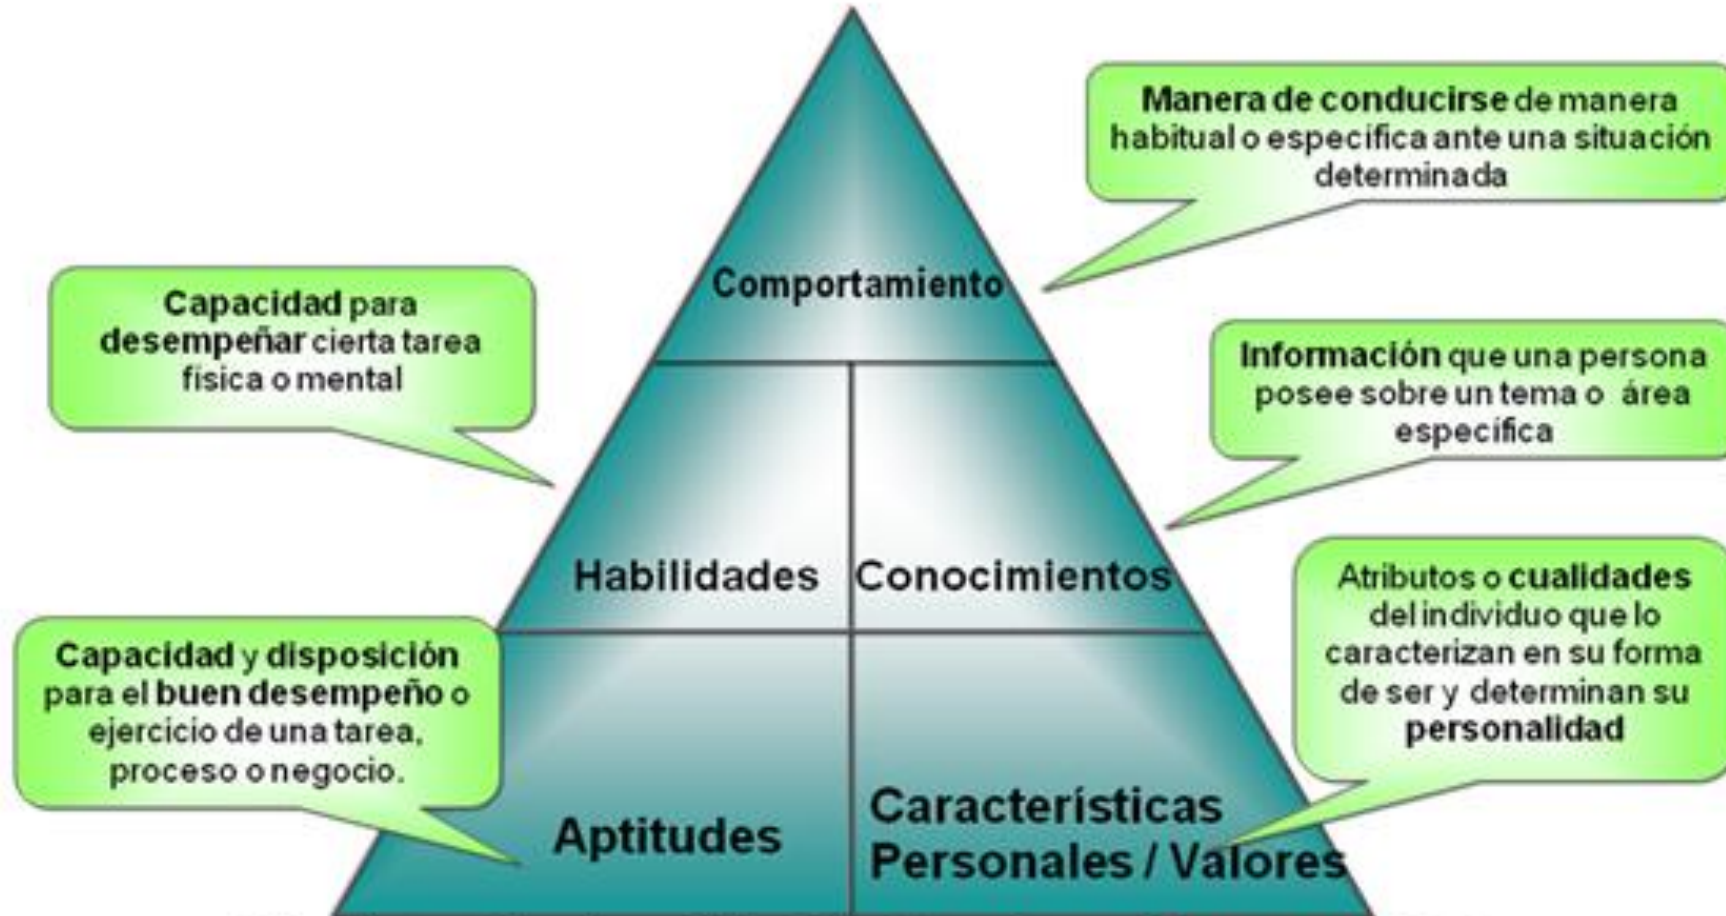 Manera de conducirse de manera
habitual o específica ante una situación
determinada
Comportamiento
Capacidad para
desempeñar cierta tarea
física o mental
Información que una persona
posee sobre un tema o área
específica
Habilidades
Conocimientos
Atributos o cualidades
del individuo que lo
caracterizan en su forma
de ser y determinan su
personalidad
Capacidad y disposición
para el buen desempeño o
ejercicio de una tarea,
proceso o negocio.
Aptitudes
Características
Personales / Valores